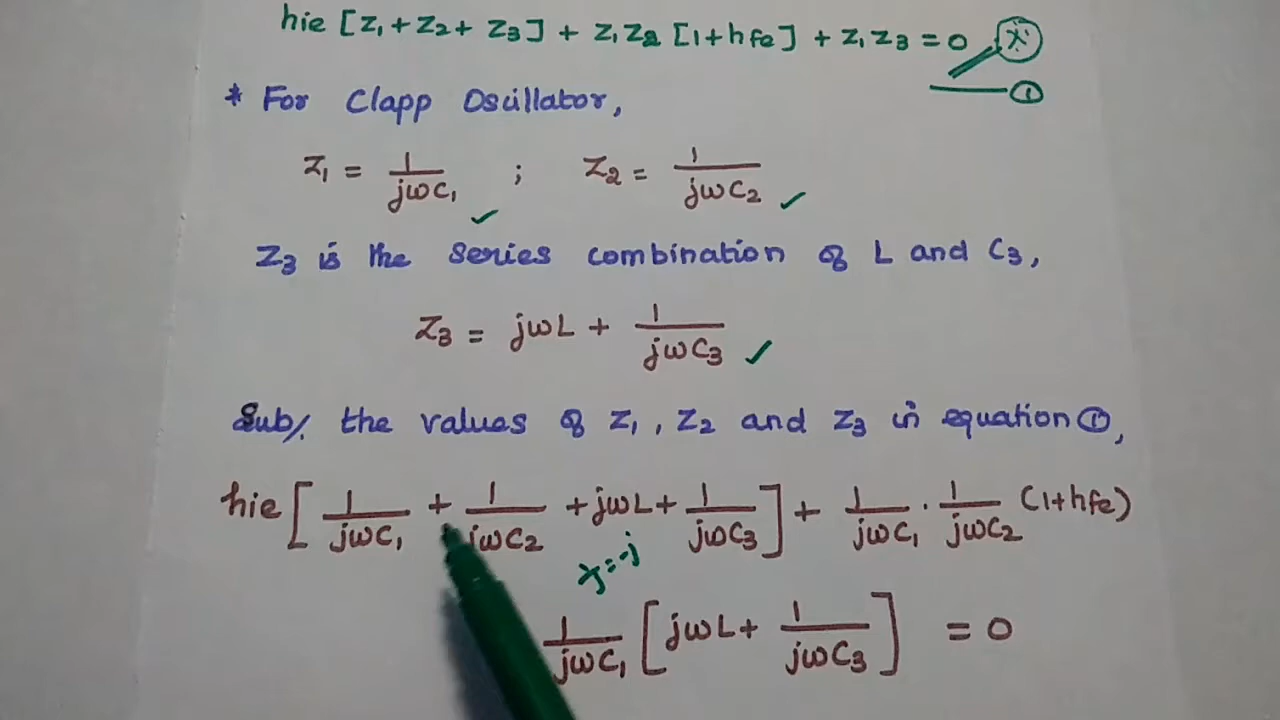 hie [Z₁ + Z₂ + Z₃] + Z₁Z₂ [1+hfe] + Z₁Z₃ = 0
①
* For Clapp Oscillator,
Z₁ = 1/jωC₁ ; Z₂ = 1/jωC₂ ✓
Z₃ is the series combination of L and C₃,
Z₃ = jωL + 1/jωC₃ ✓
Sub/. the values of Z₁, Z₂ and Z₃ in equation ①,
hie [1/jωC₁ + 1/jωC₂ + jωL + 1/jωC₃] + 1/jωC₁ · 1/jωC₂ (1+hfe)
1/jωC₁ [jωL + 1/jωC₃] = 0